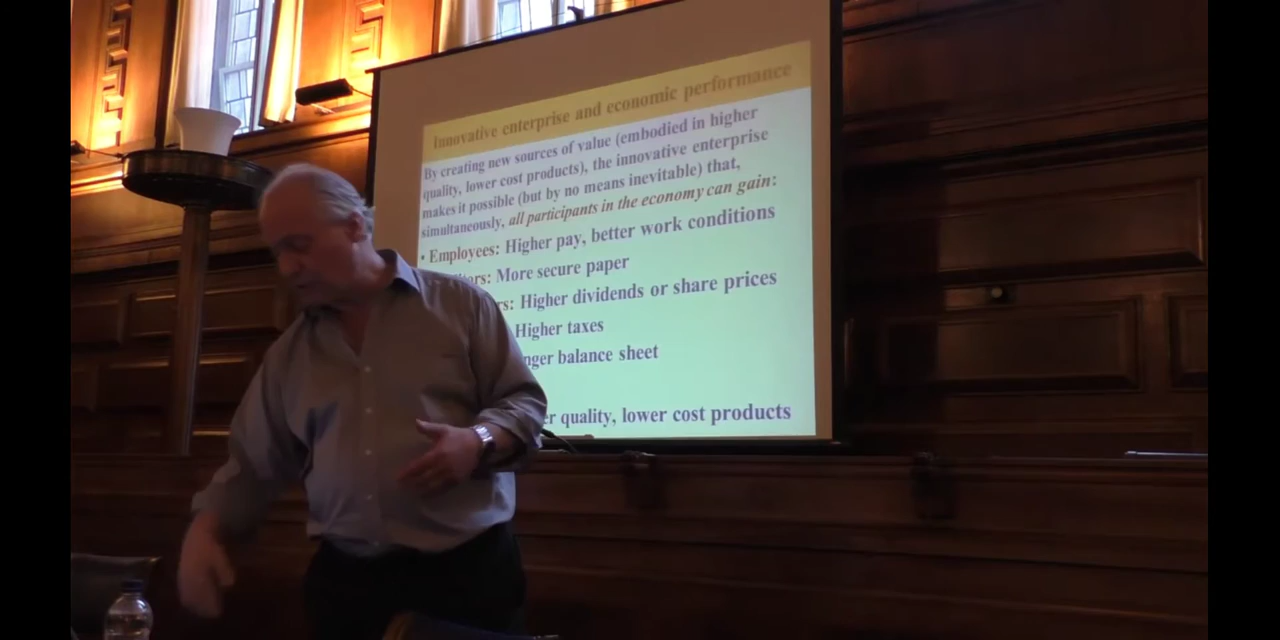 Innovative enterprise and economic performance
By creating new sources of value (embodied in higher
quality, lower cost products), the innovative enterprise
makes it possible (but by no means inevitable) that,
simultaneously, all participants in the economy can gain:
• Employees: Higher pay, better work conditions
More secure paper
Higher dividends or share prices
Higher taxes
balance sheet
quality, lower cost products